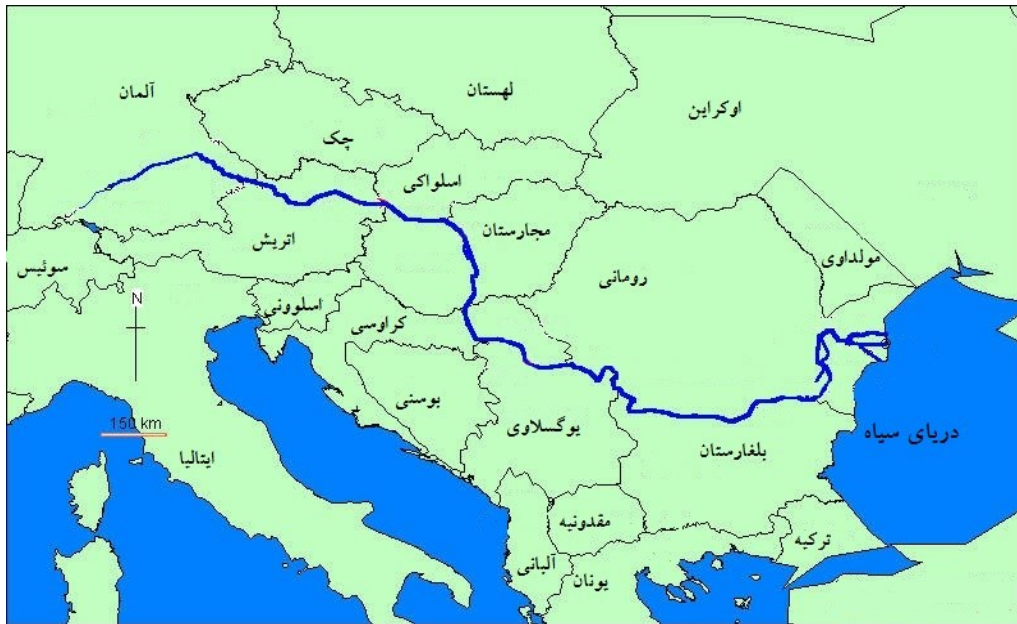 آلمان
لهستان
اوکراین
چک
اسلواکی
مجارستان
اتریش
سوئیس
مولداوی
رومانی
اسلوونی
کراوسی
N
بوسنی
یوگسلاوی
150 km
ایتالیا
بلغارستان
دریای سیاه
مقدونیه
ترکیه
آلبانی
یونان